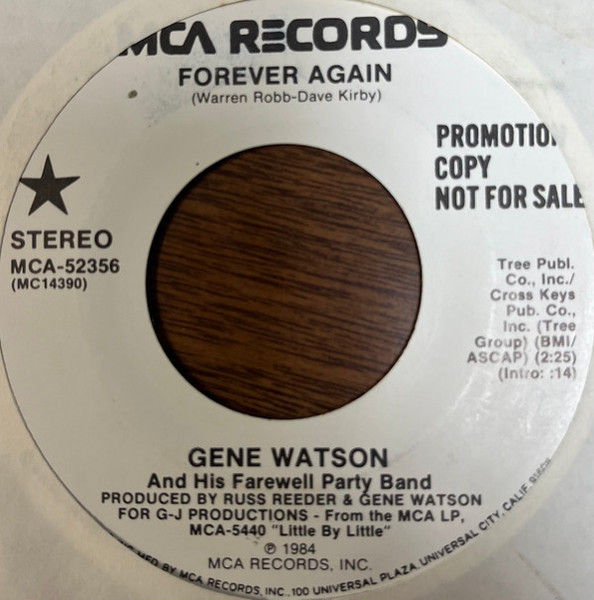 MCA RECORDS
FOREVER AGAIN
(Warren Robb-Dave Kirby)
PROMOTION
COPY
NOT FOR SALE
STEREO
MCA-52356
(MC14390)
Tree Publ.
Co., Inc./
Cross Keys
Pub. Co.,
Inc. (Tree
Group) (BMI/
ASCAP) (2:25)
(Intro: :14)
GENE WATSON
And His Farewell Party Band
PRODUCED BY RUSS REEDER & GENE WATSON
FOR G-J PRODUCTIONS - From the MCA LP,
MCA-5440 "Little By Little"
℗ 1984
MCA RECORDS, INC.
MFD. BY MCA RECORDS, INC., 100 UNIVERSAL PLAZA, UNIVERSAL CITY, CALIF.